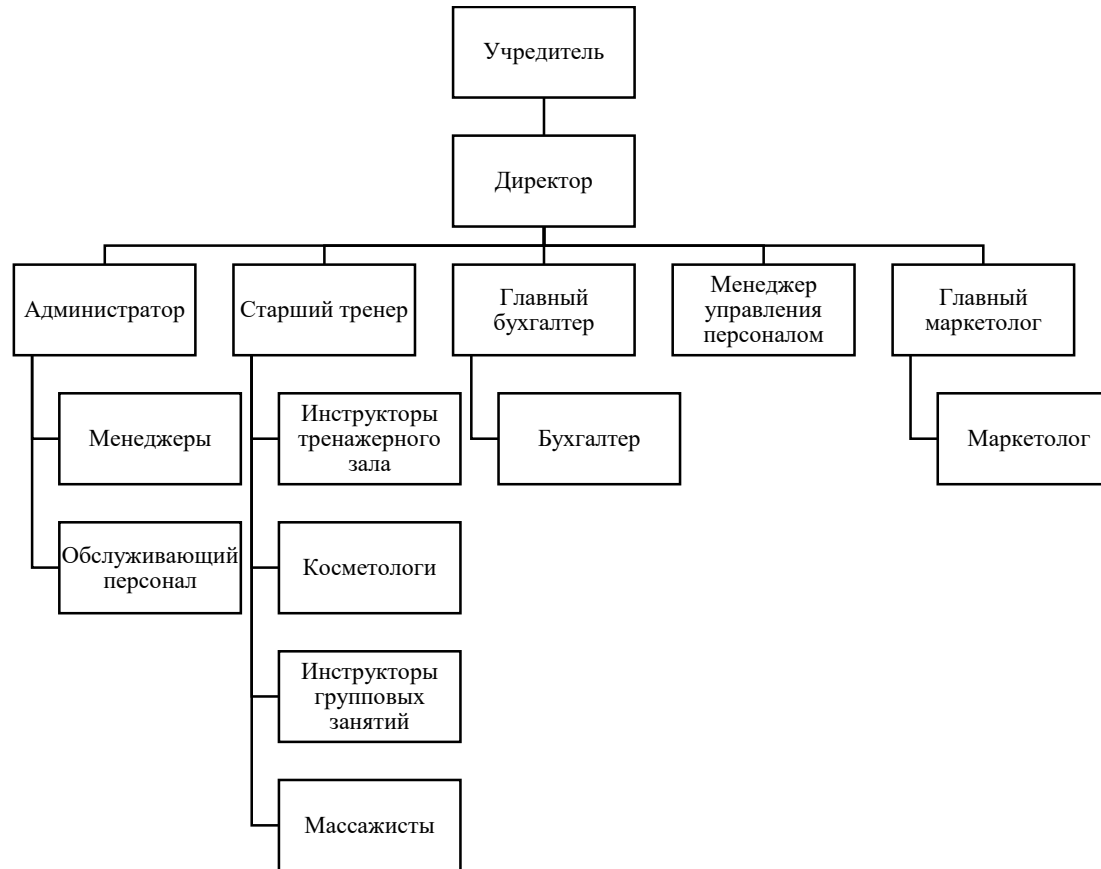 Учредитель
Директор
Администратор
Старший тренер
Главный
бухгалтер
Менеджер
управления
персоналом
Главный
маркетолог
Менеджеры
Инструкторы
тренажерного
зала
Бухгалтер
Маркетолог
Обслуживающий
персонал
Косметологи
Инструкторы
групповых
занятий
Массажисты